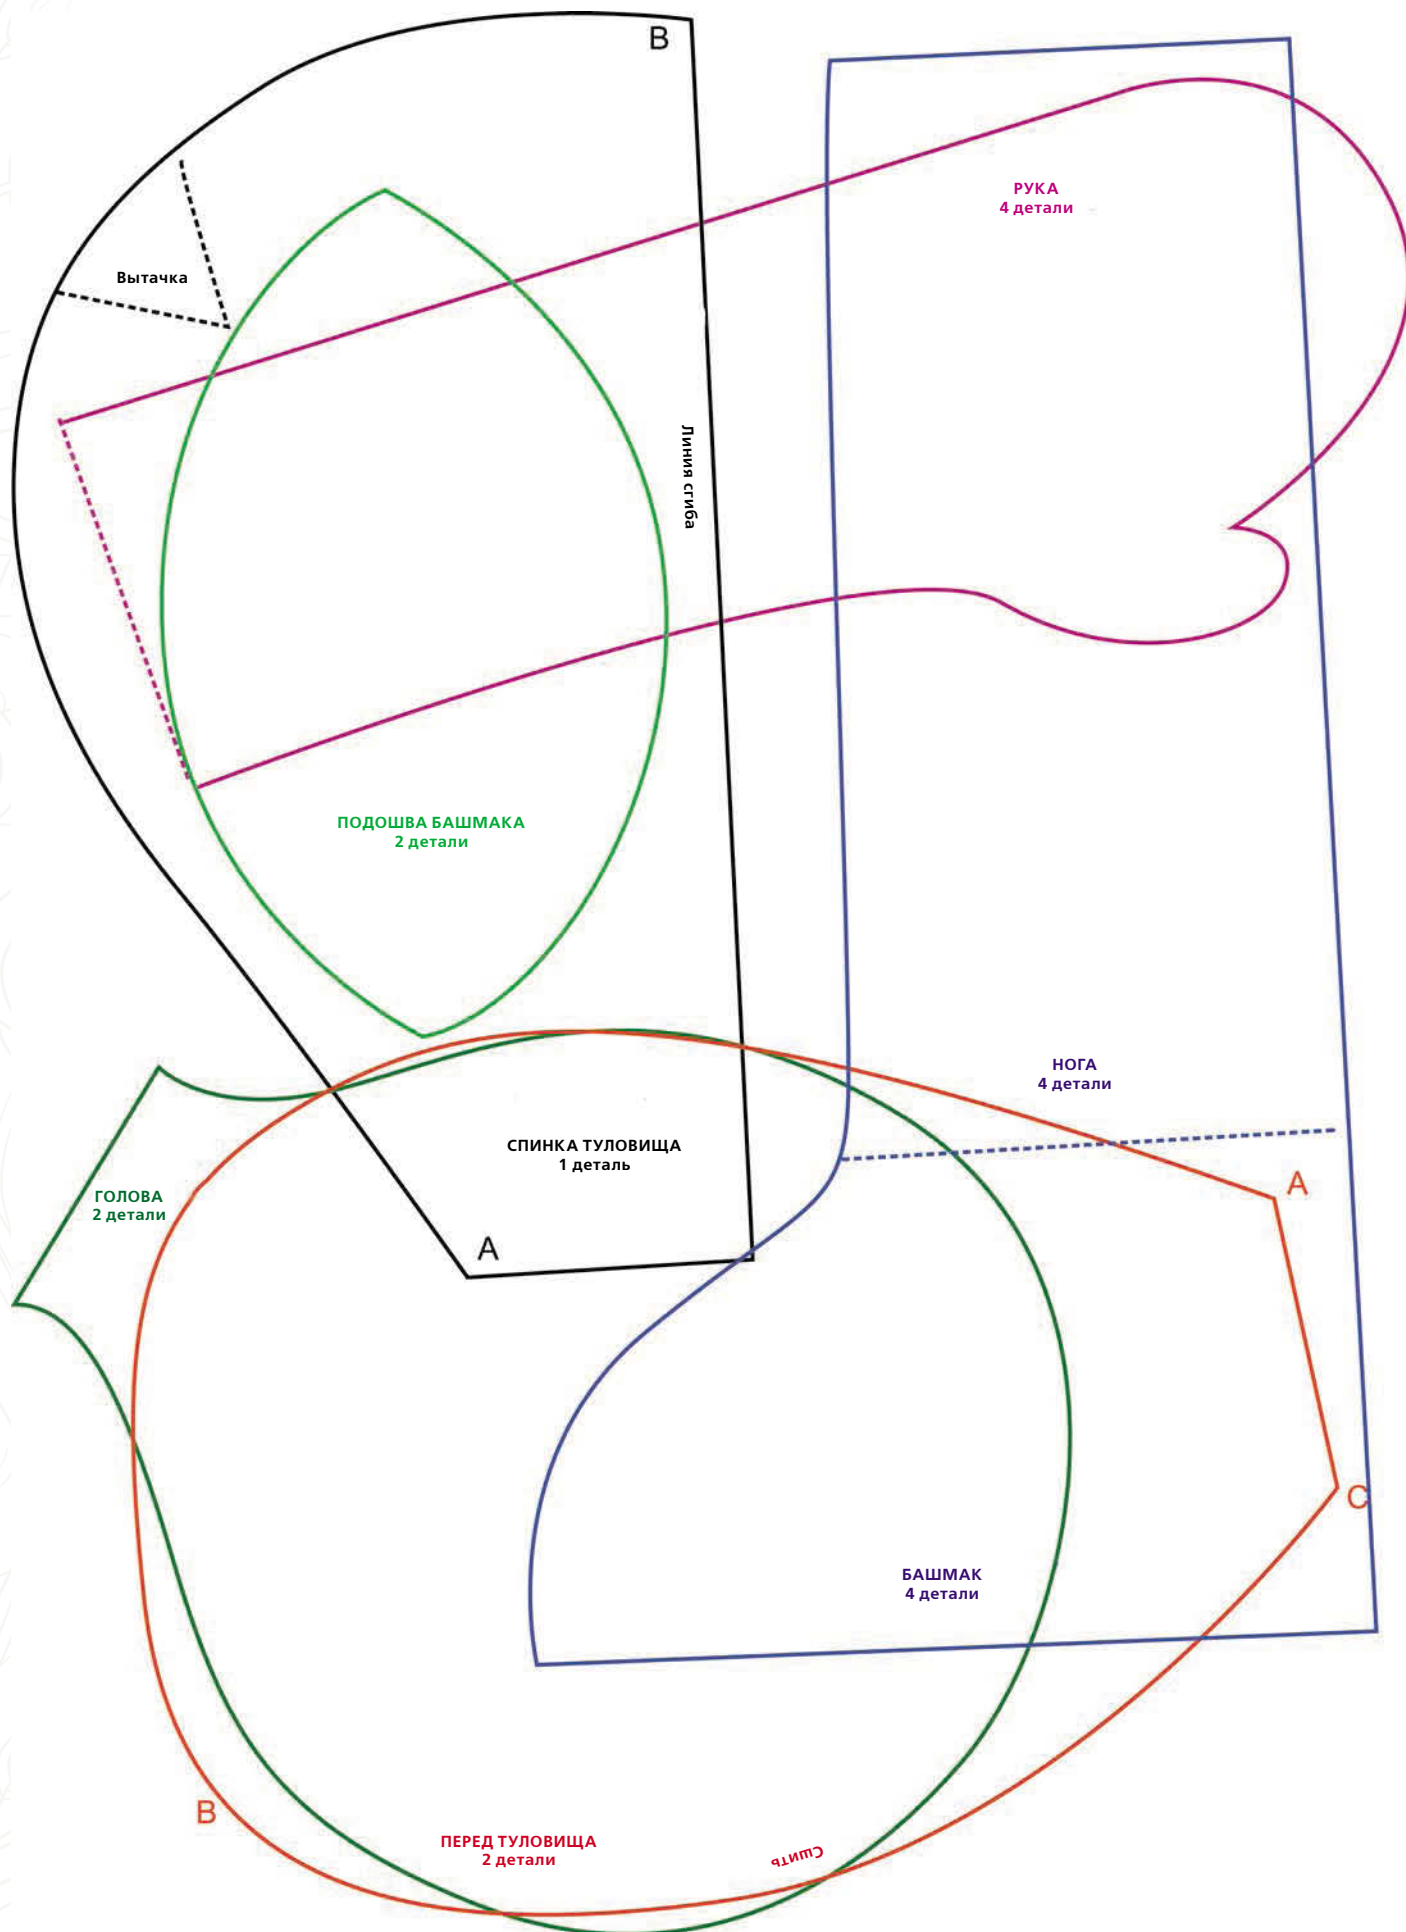 B
РУКА
4 детали
Вытачка
Линия сгиба
ПОДОШВА БАШМАКА
2 детали
НОГА
4 детали
СПИНКА ТУЛОВИЩА
1 деталь
A
ГОЛОВА
2 детали
A
C
БАШМАК
4 детали
B
ПЕРЕД ТУЛОВИЩА
2 детали
Сшить